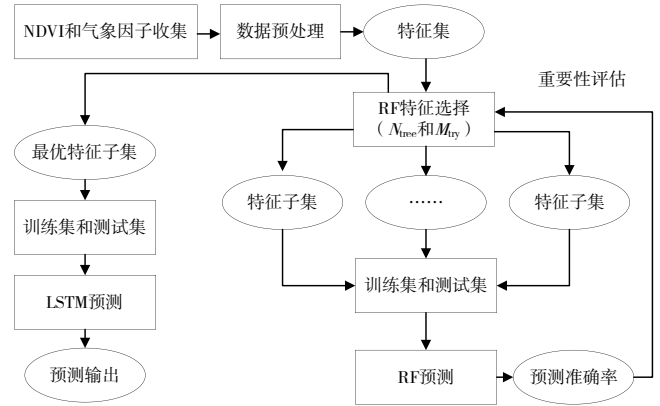 NDVI和气象因子收集
数据预处理
特征集
重要性评估
RF特征选择
（Ntree和Mtry）
最优特征子集
特征子集
……
特征子集
训练集和测试集
训练集和测试集
LSTM预测
预测输出
RF预测
预测准确率